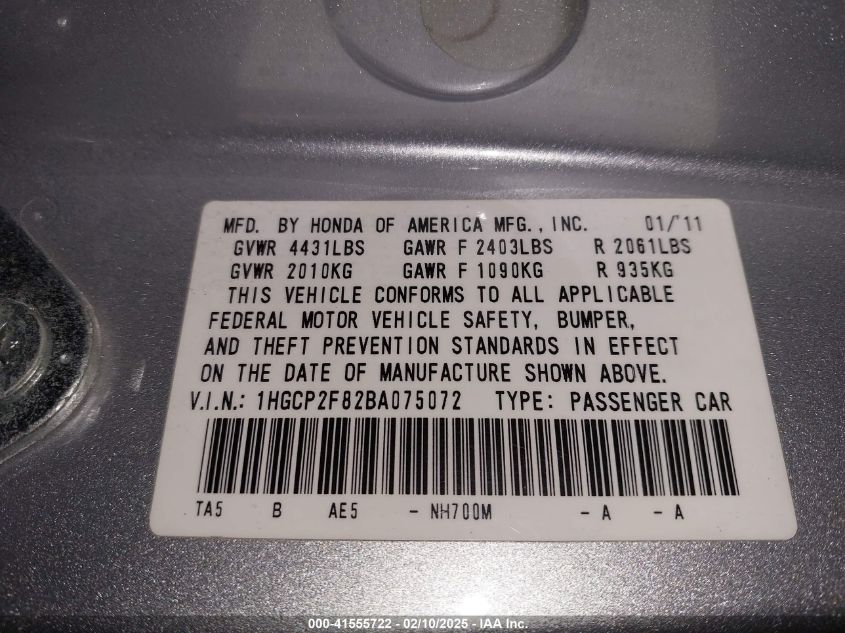 MFD. BY HONDA OF AMERICA MFG., INC. 01/'11
GVWR 4431LBS GAWR F 2403LBS R 2061LBS
GVWR 2010KG GAWR F 1090KG R 935KG
THIS VEHICLE CONFORMS TO ALL APPLICABLE
FEDERAL MOTOR VEHICLE SAFETY, BUMPER,
AND THEFT PREVENTION STANDARDS IN EFFECT
ON THE DATE OF MANUFACTURE SHOWN ABOVE.
V.I.N.: 1HGCP2F82BA075072 TYPE: PASSENGER CAR
TA5 B AE5 - NH700M - A - A
000-41555722 - 02/10/2025 - IAA Inc.